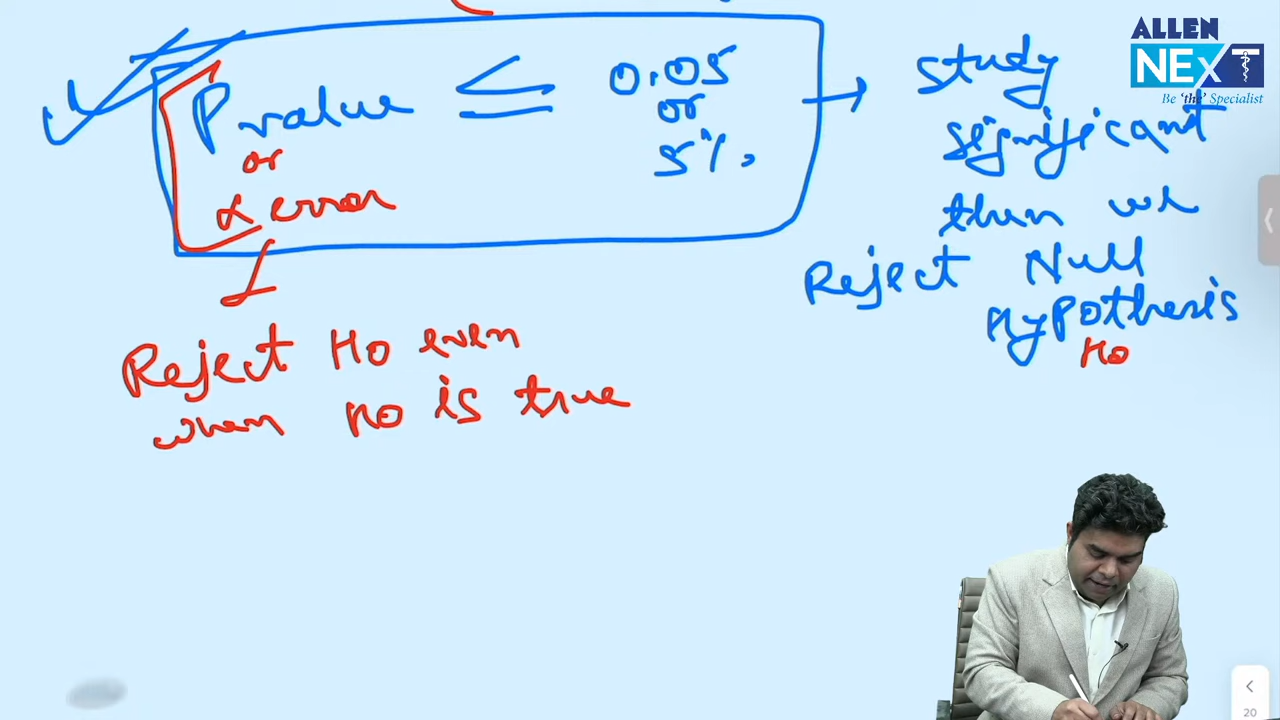 ALLEN
NEXT
Be 'the' Specialist
P value ≤ 0.05
or
or
5%.
α error
→ study
significant
then we
Reject Null
Hypothesis
Ho
Reject Ho even
when Ho is true
20